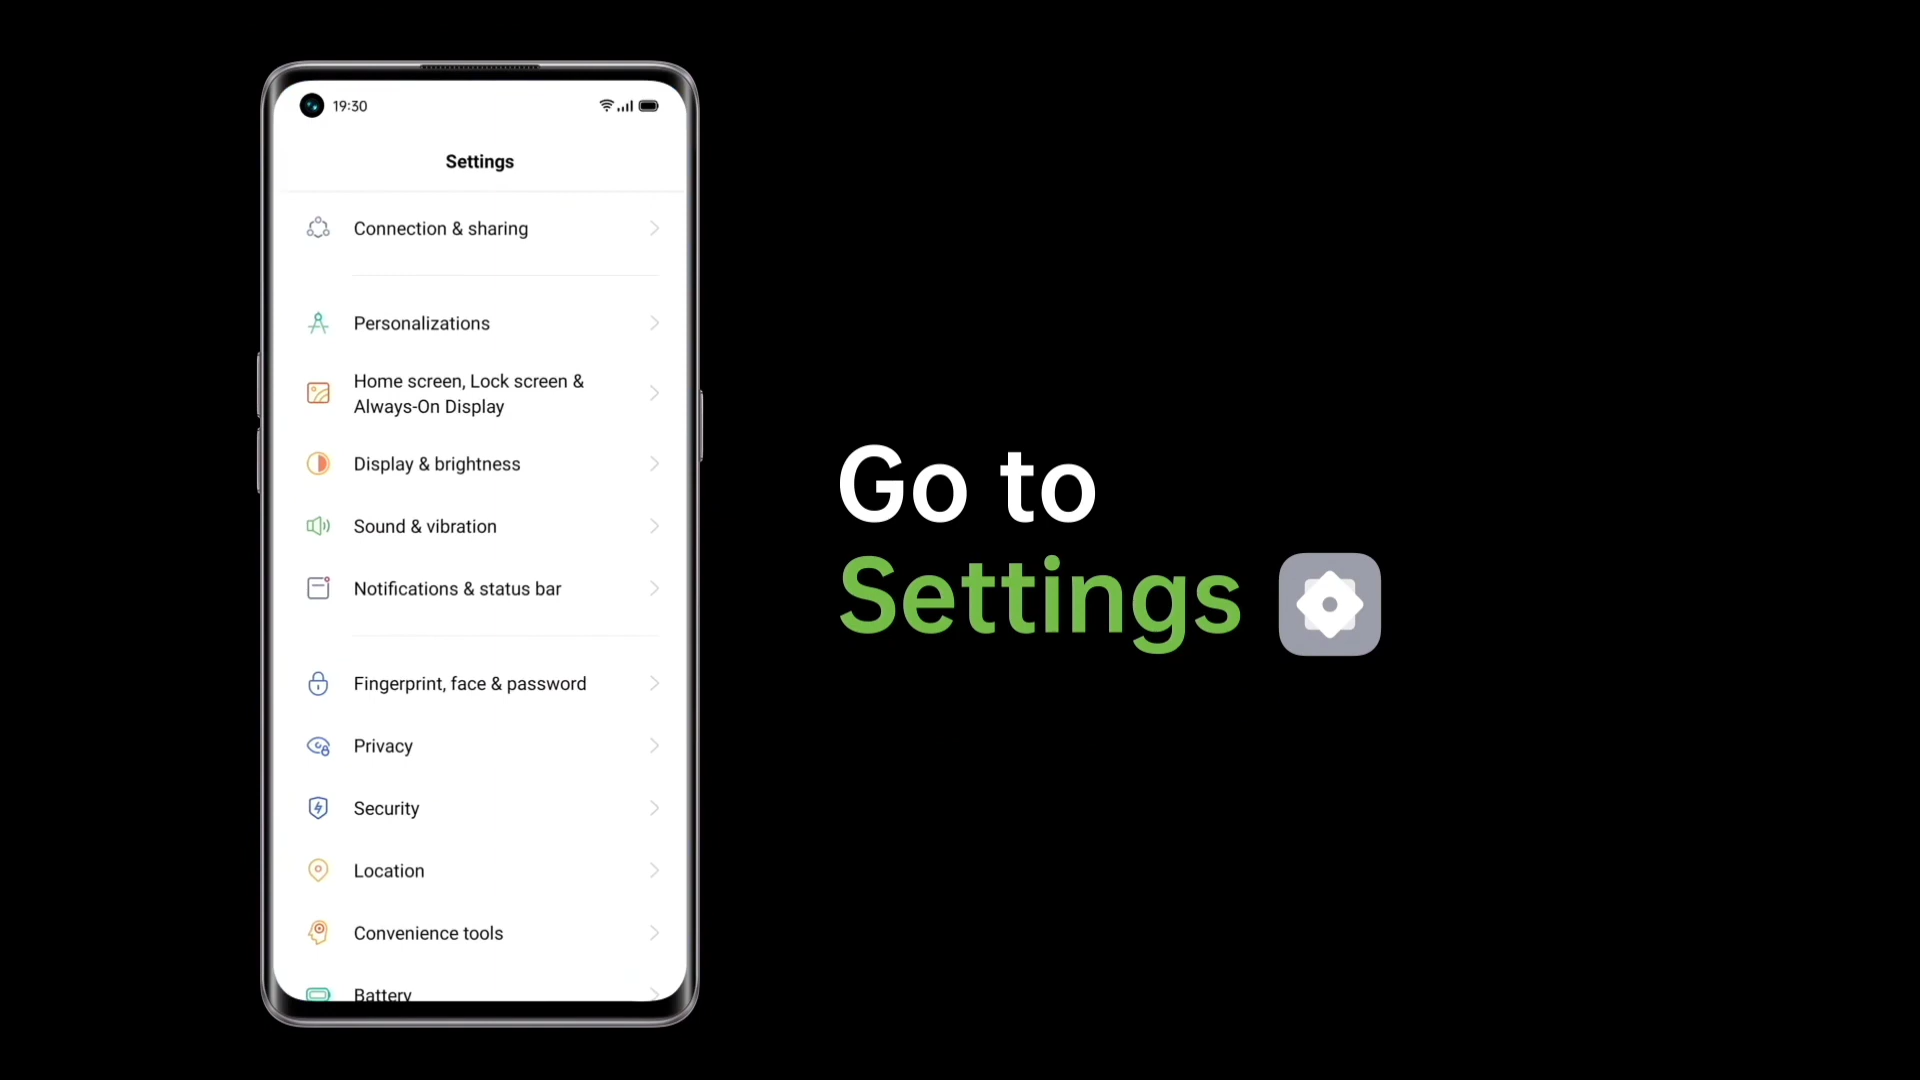 19:30
Settings
Connection & sharing
Personalizations
Home screen, Lock screen &
Always-On Display
Display & brightness
Sound & vibration
Notifications & status bar
Fingerprint, face & password
Privacy
Security
Location
Convenience tools
Battery
Go to
Settings